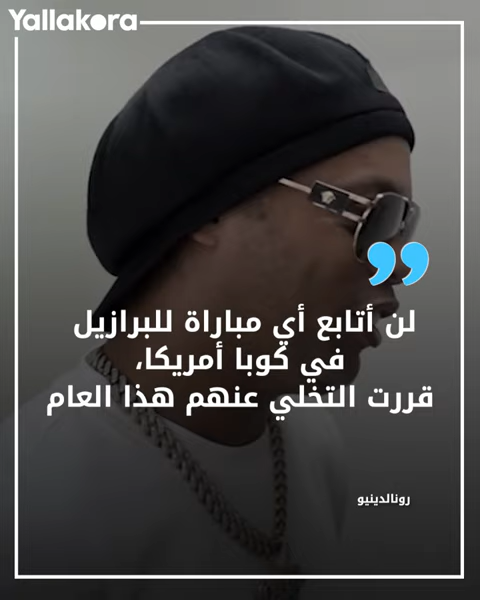 Yallakora
لن أتابع أي مباراة للبرازيل
في كوبا أمريكا،
قررت التخلي عنهم هذا العام
رونالدينيو